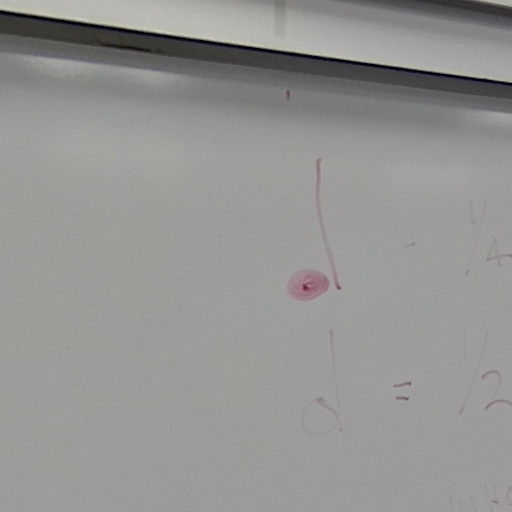 1/4
= 1/2